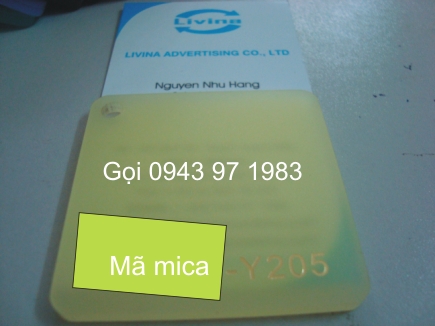 Livina
LIVINA ADVERTISING CO., LTD
Nguyen Nhu Hang
Gọi 0943 97 1983
Mã mica
-Y205